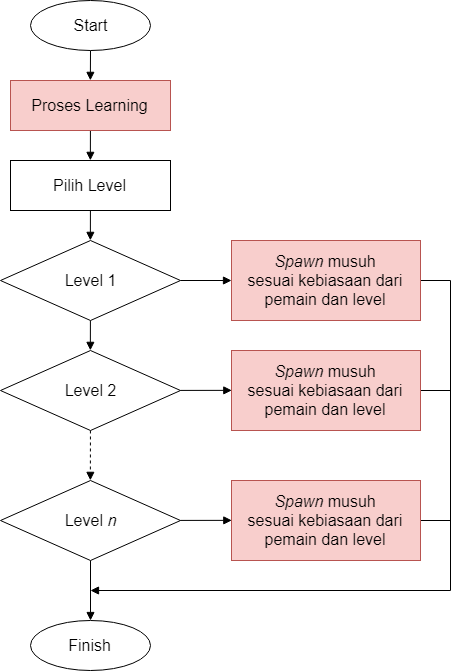 Start
Proses Learning
Pilih Level
Level 1
Spawn musuh
sesuai kebiasaan dari
pemain dan level
Level 2
Spawn musuh
sesuai kebiasaan dari
pemain dan level
Level n
Spawn musuh
sesuai kebiasaan dari
pemain dan level
Finish